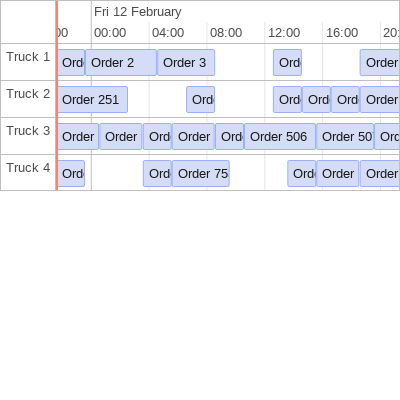 Fri 12 February
00 00:00 04:00 08:00 12:00 16:00 20:
Truck 1 Ord Order 2 Order 3 Ord Order
Truck 2 Order 251 Ord Ord Ord Ord Order
Truck 3 Order Order Ord Order Ord Order 506 Order 507 Ord
Truck 4 Ord Ord Order 75 Ord Order Order